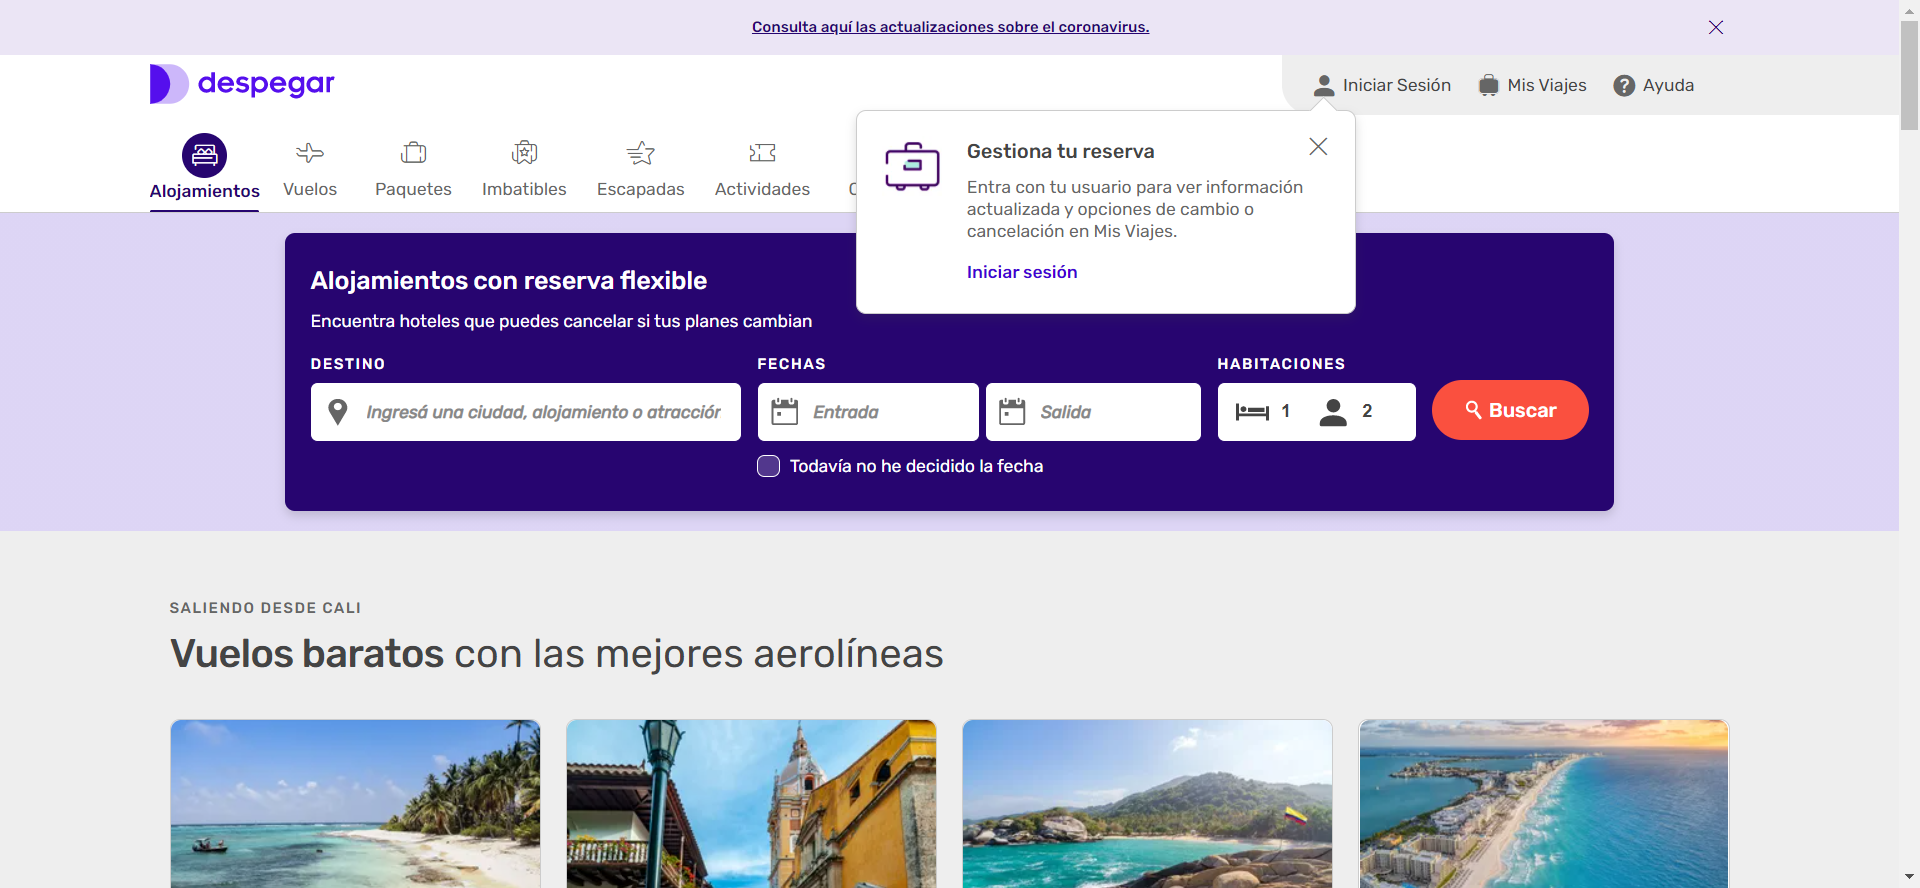 Consulta aquí las actualizaciones sobre el coronavirus.
despegar
Iniciar Sesión
Mis Viajes
Ayuda
Alojamientos
Vuelos
Paquetes
Imbatibles
Escapadas
Actividades
Gestiona tu reserva
Entra con tu usuario para ver información
actualizada y opciones de cambio o
cancelación en Mis Viajes.
Iniciar sesión
Alojamientos con reserva flexible
Encuentra hoteles que puedes cancelar si tus planes cambian
DESTINO
Ingresá una ciudad, alojamiento o atracción
FECHAS
Entrada
Salida
HABITACIONES
1
2
Buscar
Todavía no he decidido la fecha
SALIENDO DESDE CALI
Vuelos baratos con las mejores aerolíneas